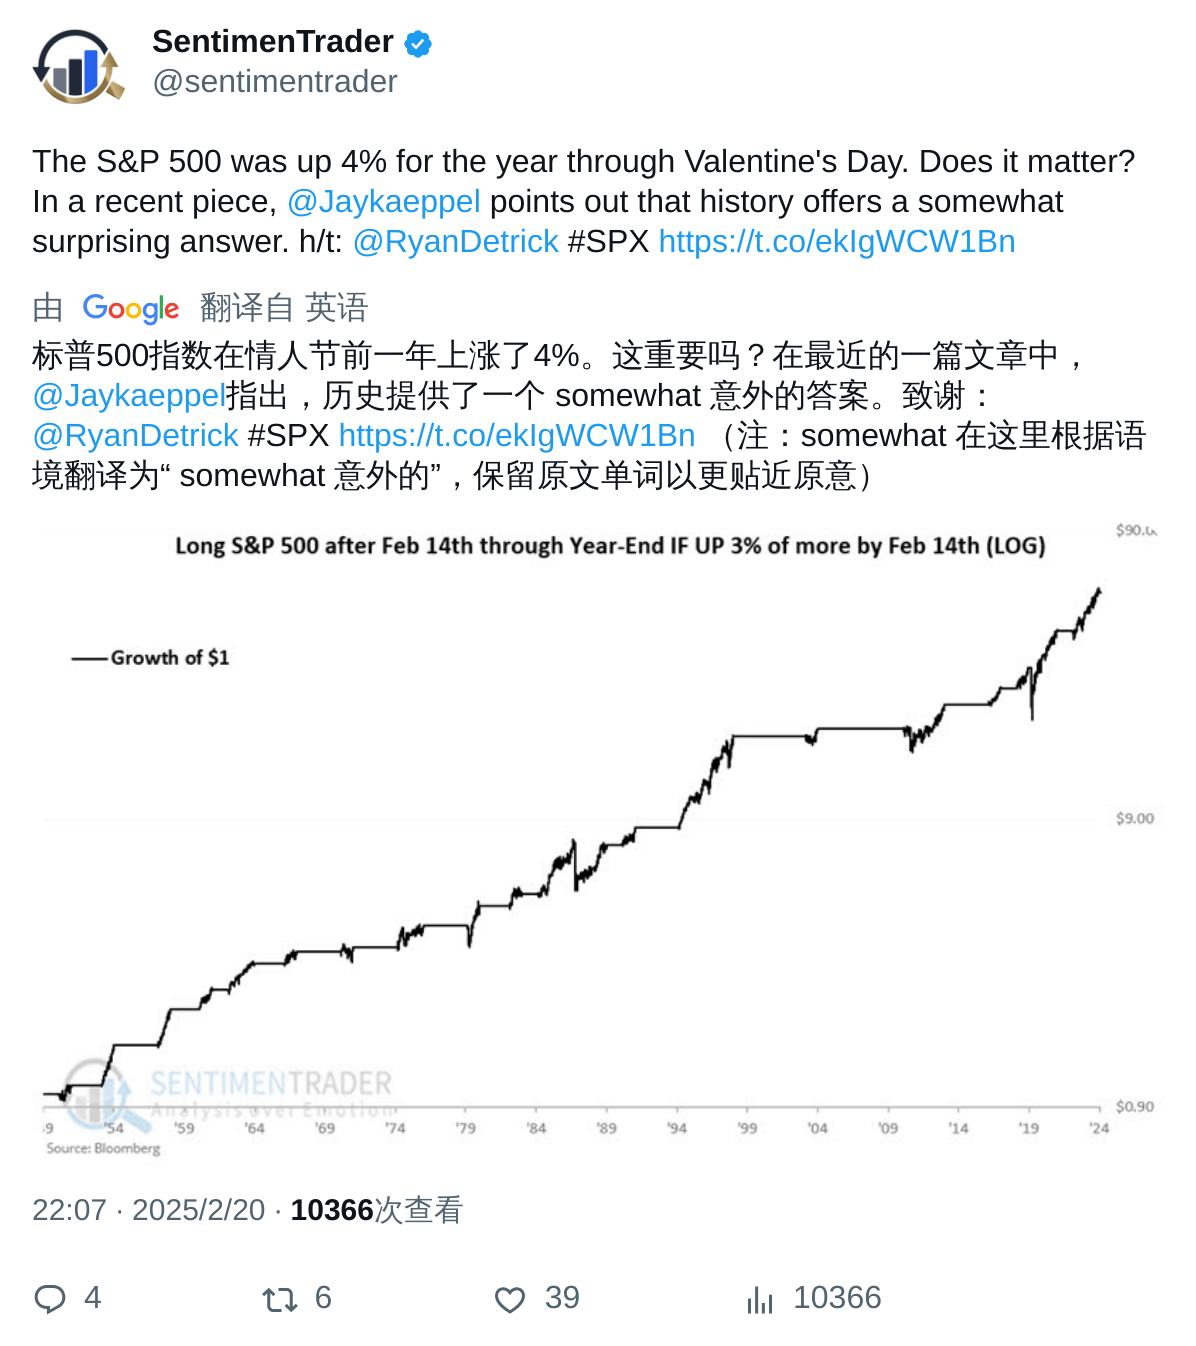 SentimenTrader
@sentimentrader
The S&P 500 was up 4% for the year through Valentine's Day. Does it matter?
In a recent piece, @Jaykaeppel points out that history offers a somewhat
surprising answer. h/t: @RyanDetrick #SPX https://t.co/ekIgWCW1Bn
由 Google 翻译自 英语
标普500指数在情人节前一年上涨了4%。这重要吗？在最近的一篇文章中，
@Jaykaeppel指出，历史提供了一个 somewhat 意外的答案。致谢：
@RyanDetrick #SPX https://t.co/ekIgWCW1Bn （注：somewhat 在这里根据语
境翻译为“ somewhat 意外的”，保留原文单词以更贴近原意）
Long S&P 500 after Feb 14th through Year-End IF UP 3% of more by Feb 14th (LOG)
Growth of $1
$9.00
SENTIMENTRADER
Analysis over Emotion
$0.90
'54 '59 '64 '69 '74 '79 '84 '89 '94 '99 '04 '09 '14 '19 '24
Source: Bloomberg
22:07 · 2025/2/20 · 10366次查看
4 6 39 10366